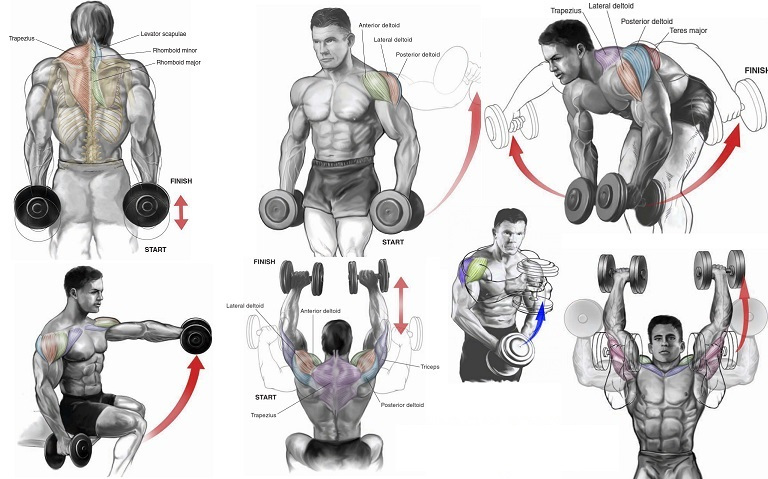 Trapezius
Levator scapulae
Rhomboid minor
Rhomboid major
FINISH
START
Anterior deltoid
Lateral deltoid
Posterior deltoid
START
Trapezius
Lateral deltoid
Posterior deltoid
Teres major
FINISH
FINISH
Lateral deltoid
Anterior deltoid
START
Trapezius
Triceps
Posterior deltoid